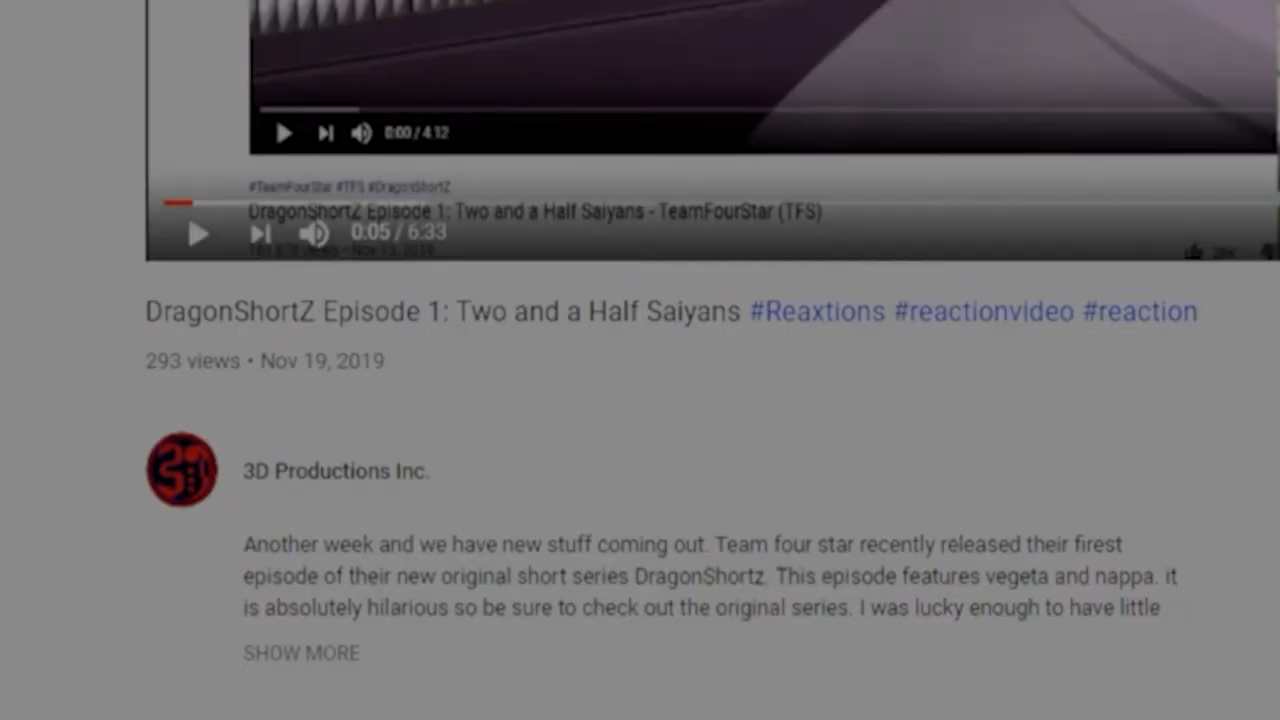 0:00 / 4:12
#TeamFourStar #TFS #DragonShortZ
DragonShortZ Episode 1: Two and a Half Saiyans - TeamFourStar (TFS)
0:05 / 6:33
DragonShortZ Episode 1: Two and a Half Saiyans #Reaxtions #reactionvideo #reaction
293 views • Nov 19, 2019
3D Productions Inc.
Another week and we have new stuff coming out. Team four star recently released their firest
episode of their new original short series DragonShortz. This episode features vegeta and nappa. it
is absolutely hilarious so be sure to check out the original series. I was lucky enough to have little
SHOW MORE